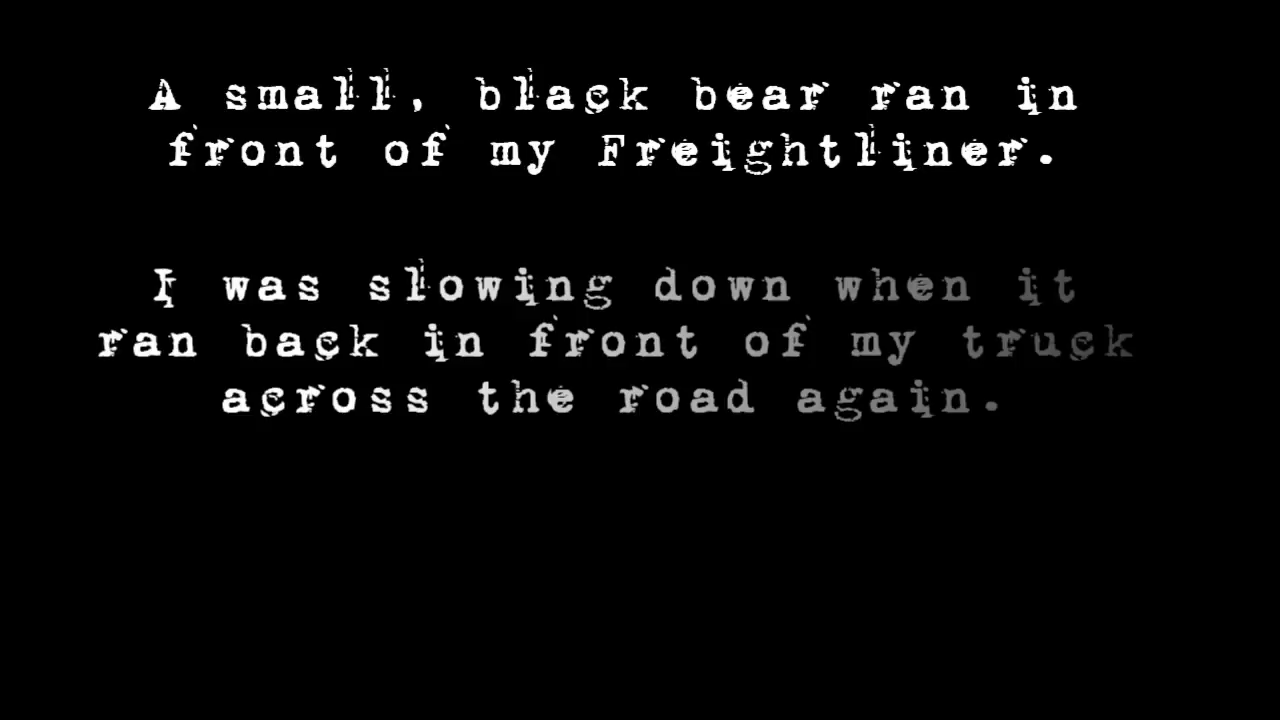 A small, black bear ran in
front of my Freightliner.
I was slowing down when it
ran back in front of my truck
across the road again.